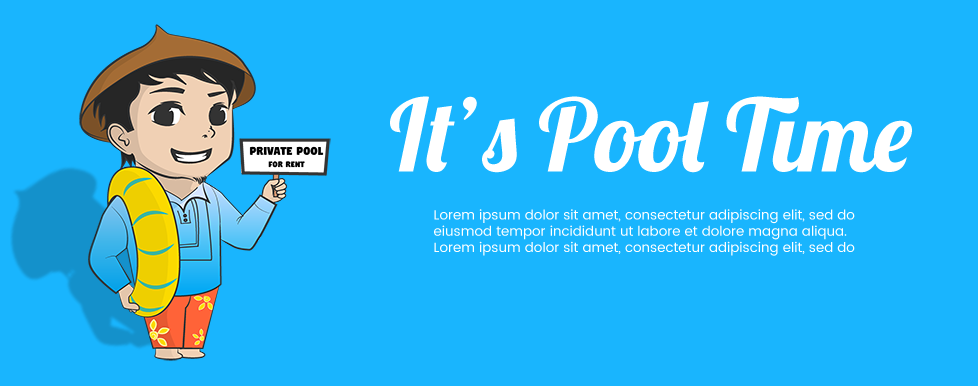 PRIVATE POOL
FOR RENT
It's Pool Time
Lorem ipsum dolor sit amet, consectetur adipiscing elit, sed do
eiusmod tempor incididunt ut labore et dolore magna aliqua.
Lorem ipsum dolor sit amet, consectetur adipiscing elit, sed do